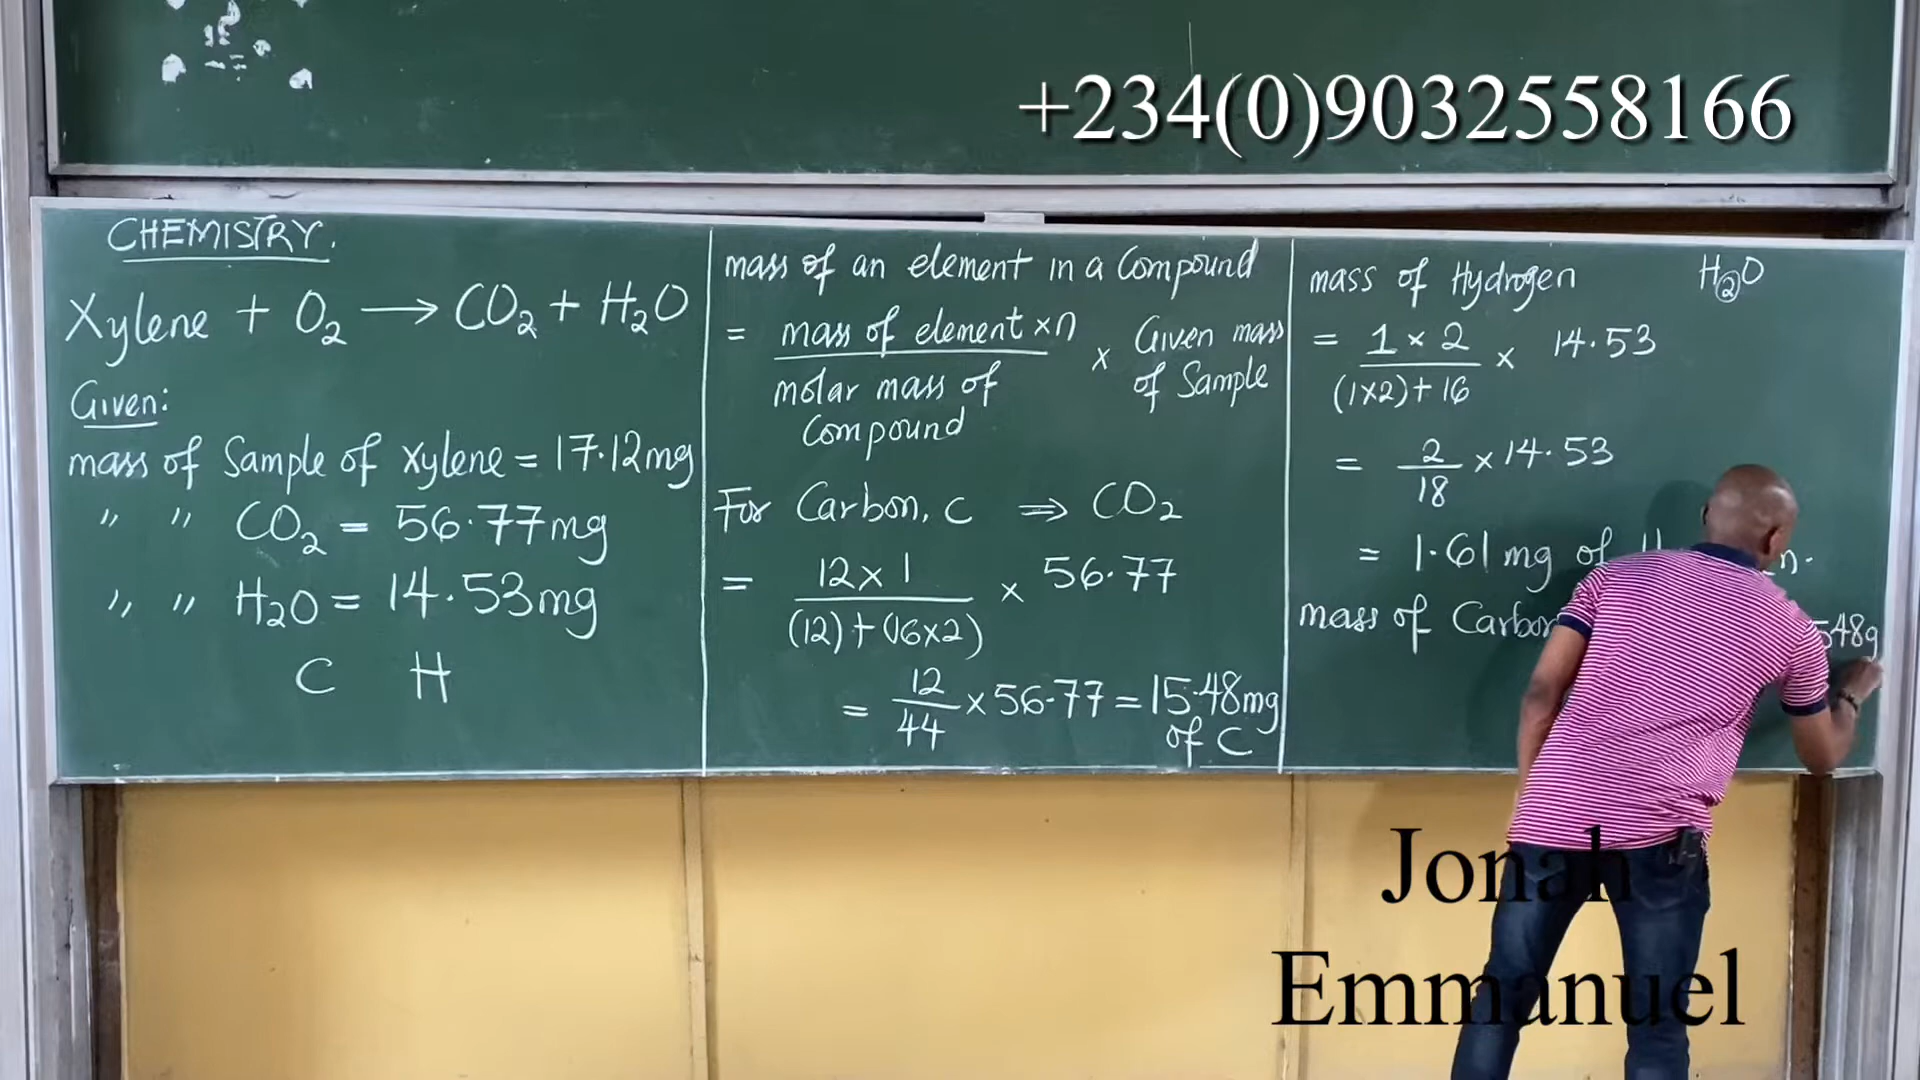 +234(0)9032558166
CHEMISTRY.
Xylene + O₂ → CO₂ + H₂O
Given:
mass of Sample of Xylene = 17.12mg
" " CO₂ = 56.77mg
" " H₂O = 14.53mg
C H
mass of an element in a Compound
= mass of element × n / molar mass of Compound × Given mass of Sample
For Carbon, C ⇒ CO₂
= 12 × 1 / (12) + (16×2) × 56.77
= 12/44 × 56.77 = 15.48mg of C
mass of Hydrogen H₂O
= 1 × 2 / (1×2) + 16 × 14.53
= 2/18 × 14.53
= 1.61 mg of
mass of Carbon 548g
Jonah
Emmanuel